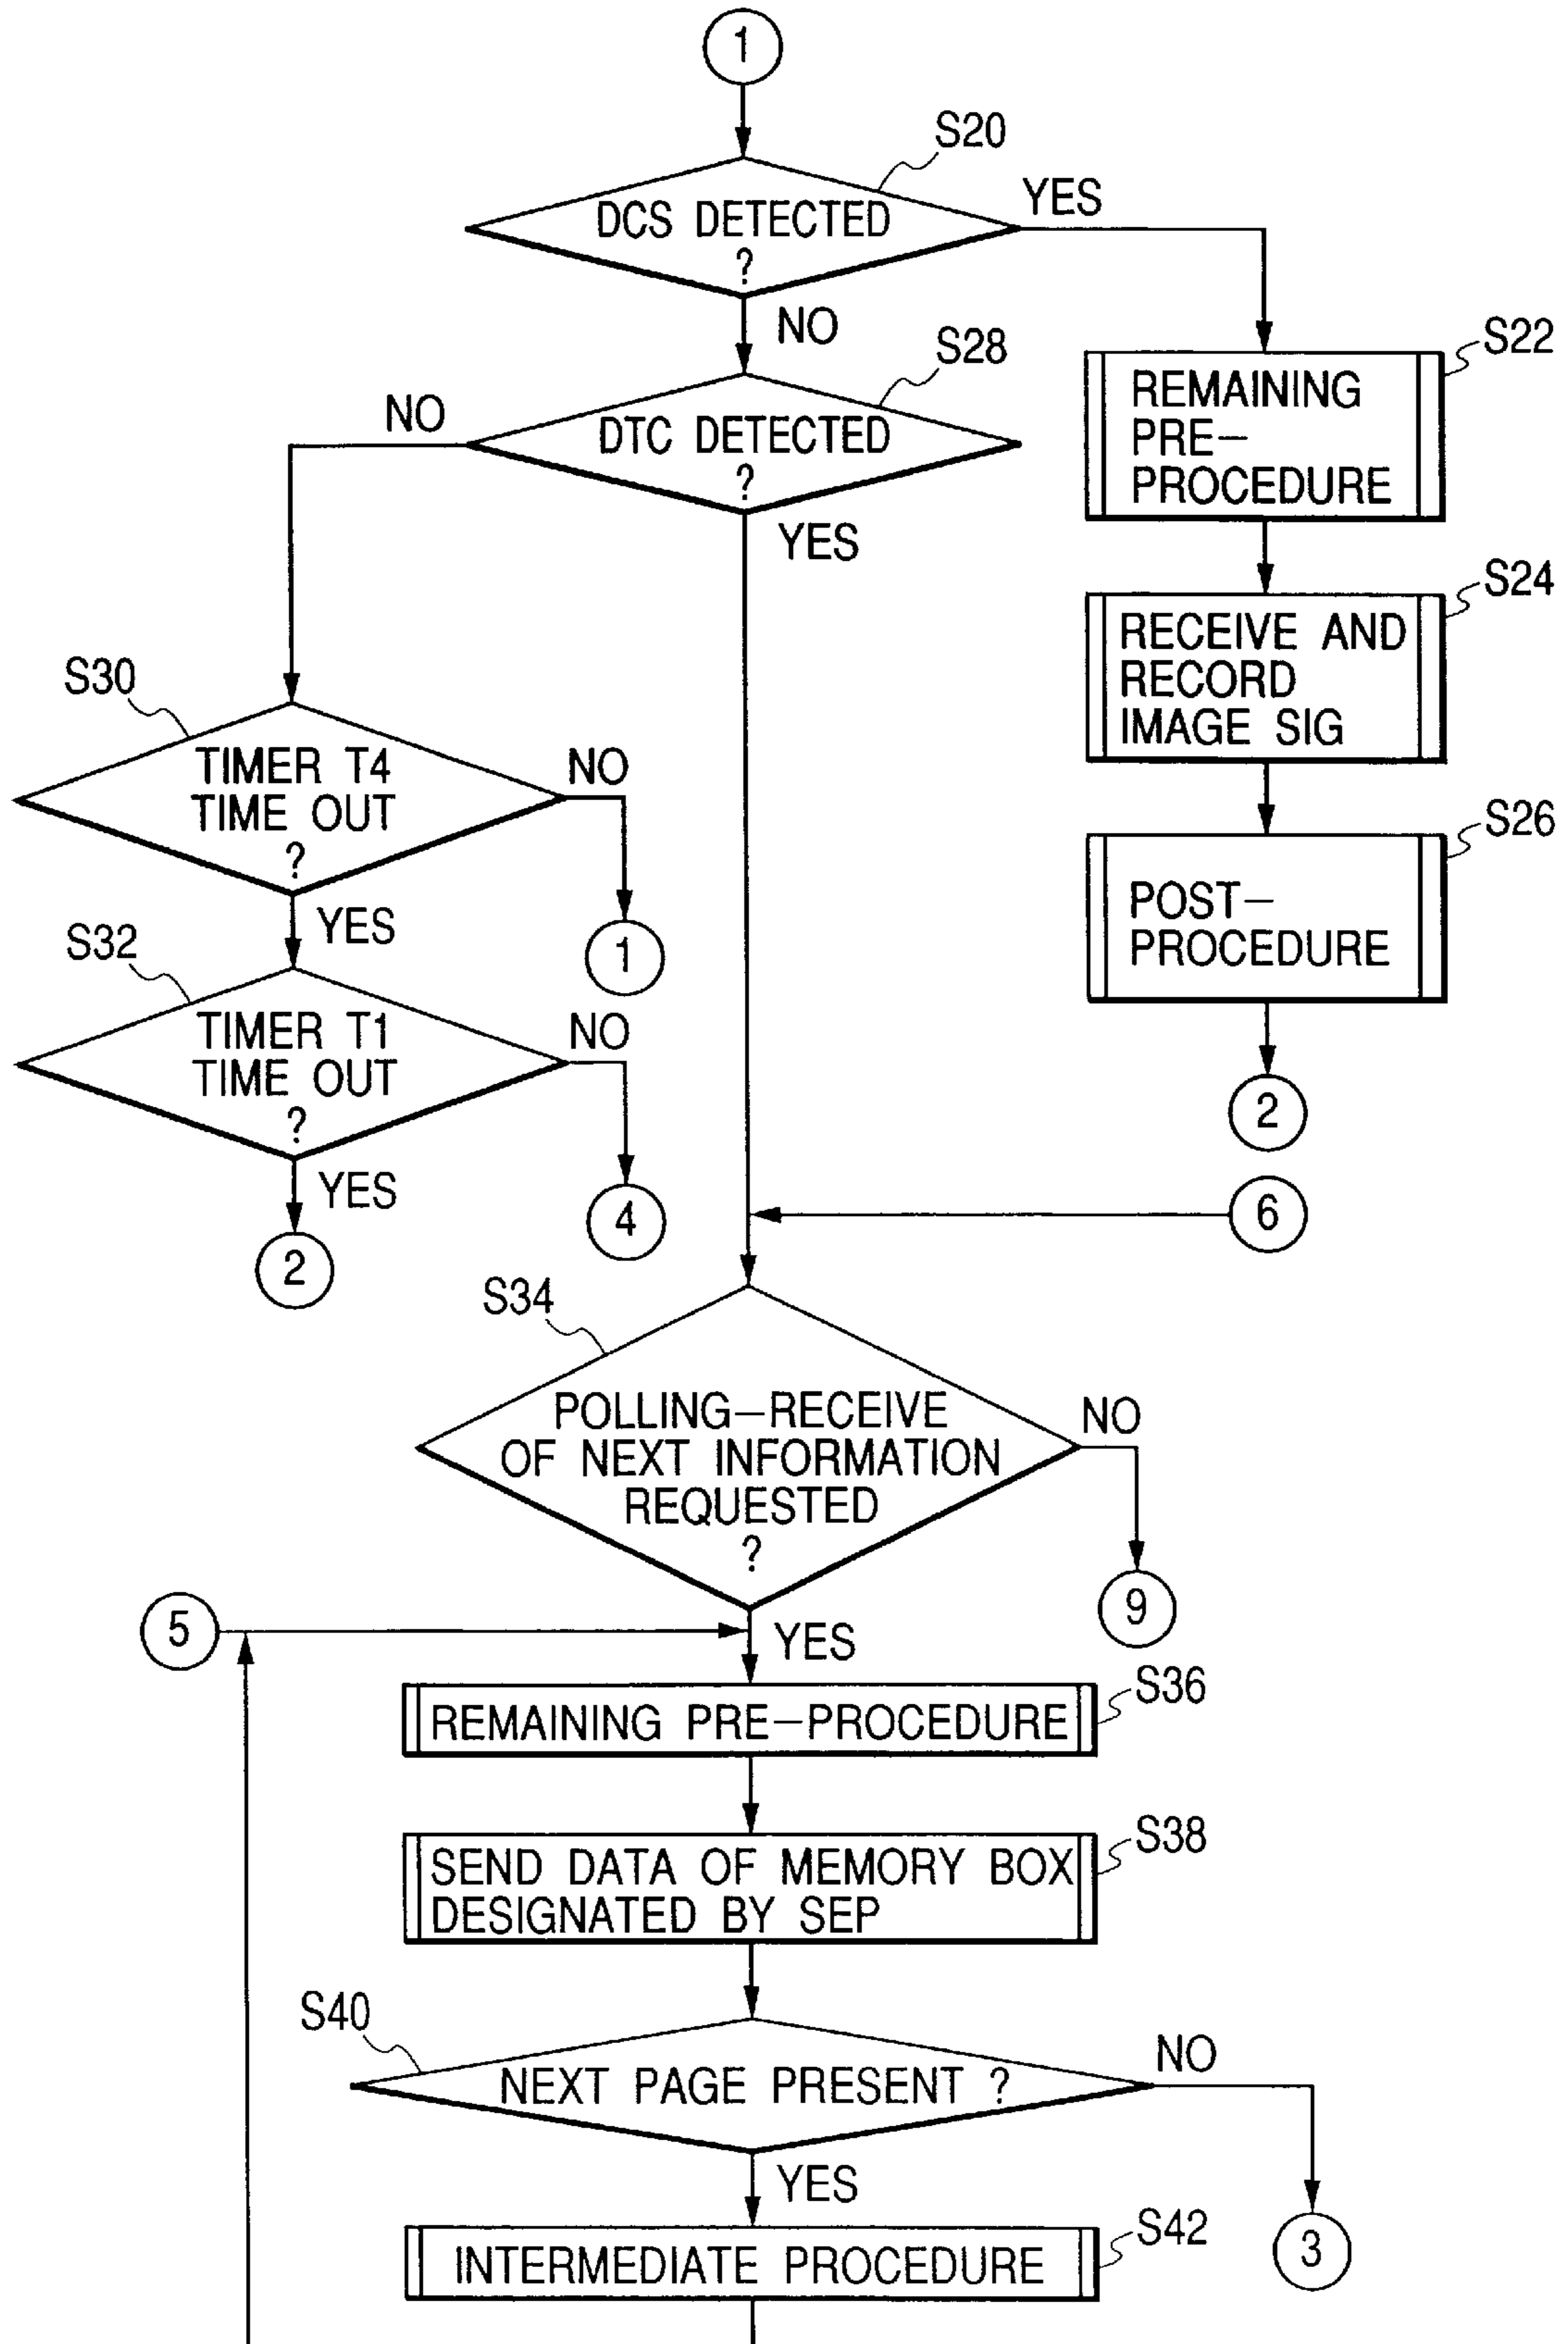 1
S20
DCS DETECTED
?
YES
NO
S28
DTC DETECTED
?
NO
YES
S22
REMAINING
PRE-
PROCEDURE
S24
RECEIVE AND
RECORD
IMAGE SIG
S26
POST-
PROCEDURE
2
S30
TIMER T4
TIME OUT
?
NO
1
YES
S32
TIMER T1
TIME OUT
?
NO
4
YES
2
6
S34
POLLING-RECEIVE
OF NEXT INFORMATION
REQUESTED
?
NO
9
5
YES
S36
REMAINING PRE-PROCEDURE
S38
SEND DATA OF MEMORY BOX
DESIGNATED BY SEP
S40
NEXT PAGE PRESENT ?
NO
3
YES
S42
INTERMEDIATE PROCEDURE